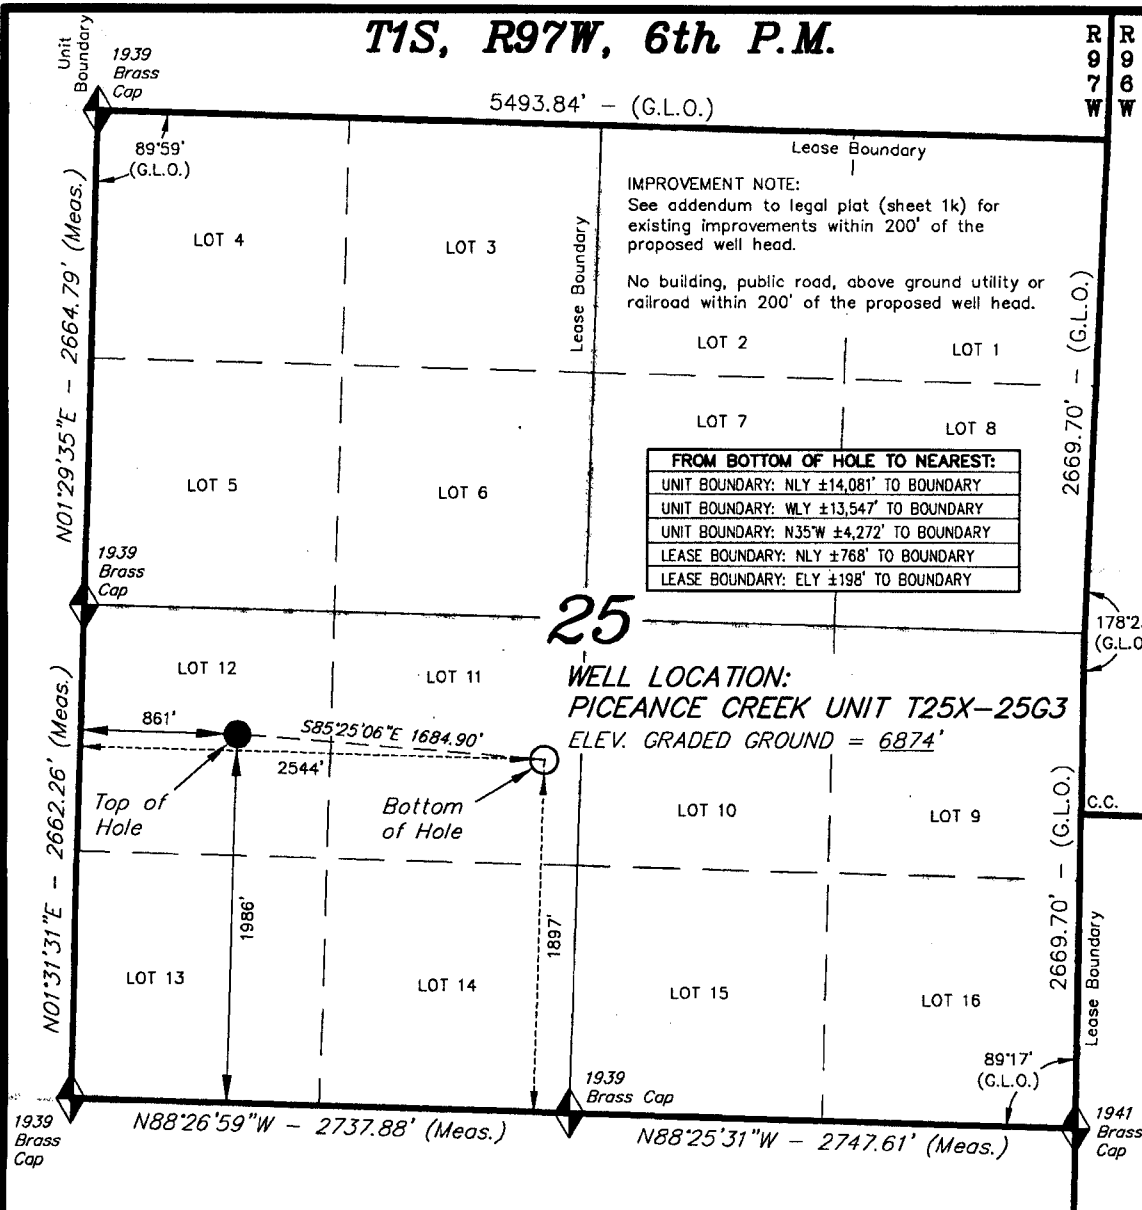 T1S, R97W, 6th P.M.
R97W
R96W
Unit Boundary
1939
Brass
Cap
5493.84' - (G.L.O.)
Lease Boundary
89°59'
(G.L.O.)
IMPROVEMENT NOTE:
See addendum to legal plat (sheet 1k) for
existing improvements within 200' of the
proposed well head.
No building, public road, above ground utility or
railroad within 200' of the proposed well head.
N01°29'35"E - 2664.79' (Meas.)
LOT 4
LOT 3
Lease Boundary
LOT 2
LOT 1
2669.70' - (G.L.O.)
LOT 7
LOT 8
FROM BOTTOM OF HOLE TO NEAREST:
UNIT BOUNDARY: NLY ±14,081' TO BOUNDARY
UNIT BOUNDARY: WLY ±13,547' TO BOUNDARY
UNIT BOUNDARY: N35°W ±4,272' TO BOUNDARY
LEASE BOUNDARY: NLY ±768' TO BOUNDARY
LEASE BOUNDARY: ELY ±198' TO BOUNDARY
LOT 5
LOT 6
1939
Brass
Cap
25
(G.L.O
LOT 12
LOT 11
WELL LOCATION:
PICEANCE CREEK UNIT T25X-25G3
ELEV. GRADED GROUND = 6874'
861'
S85°25'06"E 1684.90'
2544'
Top of
Hole
Bottom
of Hole
N01°31'31"E - 2662.26' (Meas.)
LOT 10
LOT 9
C.C.
1986'
1897'
2669.70' - (G.L.O.)
Lease Boundary
LOT 13
LOT 14
LOT 15
LOT 16
89°17'
(G.L.O.)
1939
Brass Cap
1939
Brass
Cap
N88°26'59"W - 2737.88' (Meas.)
N88°25'31"W - 2747.61' (Meas.)
1941
Brass
Cap